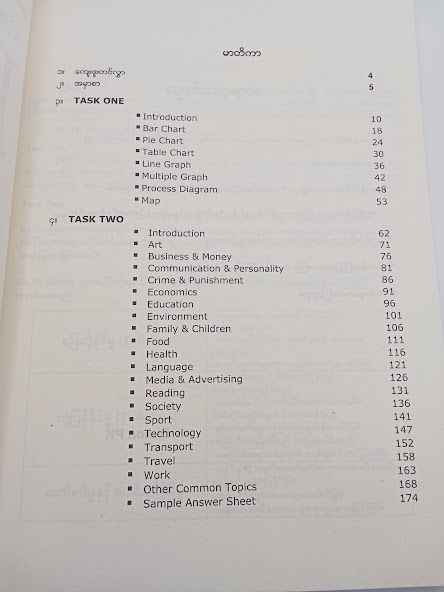 မာတိကာ
၁။ ကျေးဇူးတင်လွှာ 4
၂။ အမှာစာ 5
၃။ TASK ONE
▪ Introduction 10
▪ Bar Chart 18
▪ Pie Chart 24
▪ Table Chart 30
▪ Line Graph 36
▪ Multiple Graph 42
▪ Process Diagram 48
▪ Map 53
၄။ TASK TWO
▪ Introduction 62
▪ Art 71
▪ Business & Money 76
▪ Communication & Personality 81
▪ Crime & Punishment 86
▪ Economics 91
▪ Education 96
▪ Environment 101
▪ Family & Children 106
▪ Food 111
▪ Health 116
▪ Language 121
▪ Media & Advertising 126
▪ Reading 131
▪ Society 136
▪ Sport 141
▪ Technology 147
▪ Transport 152
▪ Travel 158
▪ Work 163
▪ Other Common Topics 168
▪ Sample Answer Sheet 174